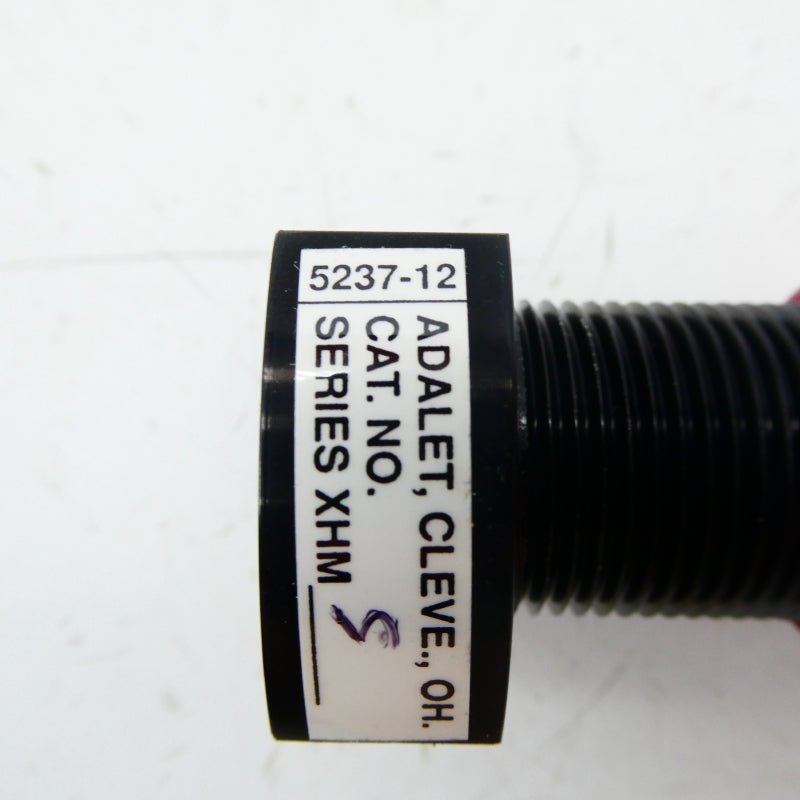 5237-12
ADALET, CLEVE., OH.
CAT. NO.
SERIES XHM